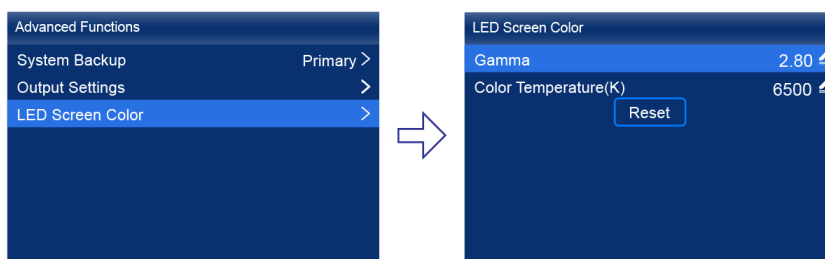 Advanced Functions
System Backup Primary >
Output Settings >
LED Screen Color >
LED Screen Color
Gamma 2.80
Color Temperature(K) 6500
Reset